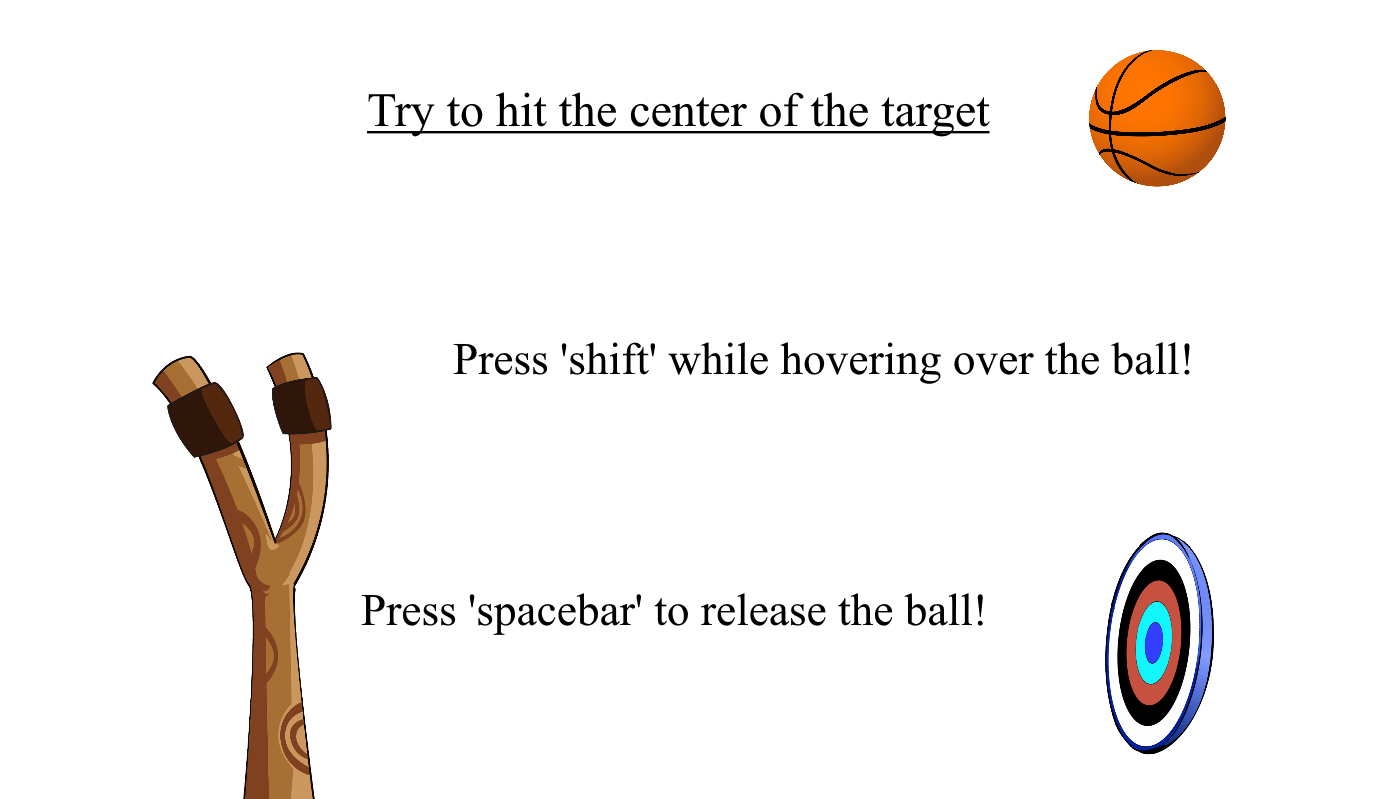 Try to hit the center of the target
Press 'shift' while hovering over the ball!
Press 'spacebar' to release the ball!